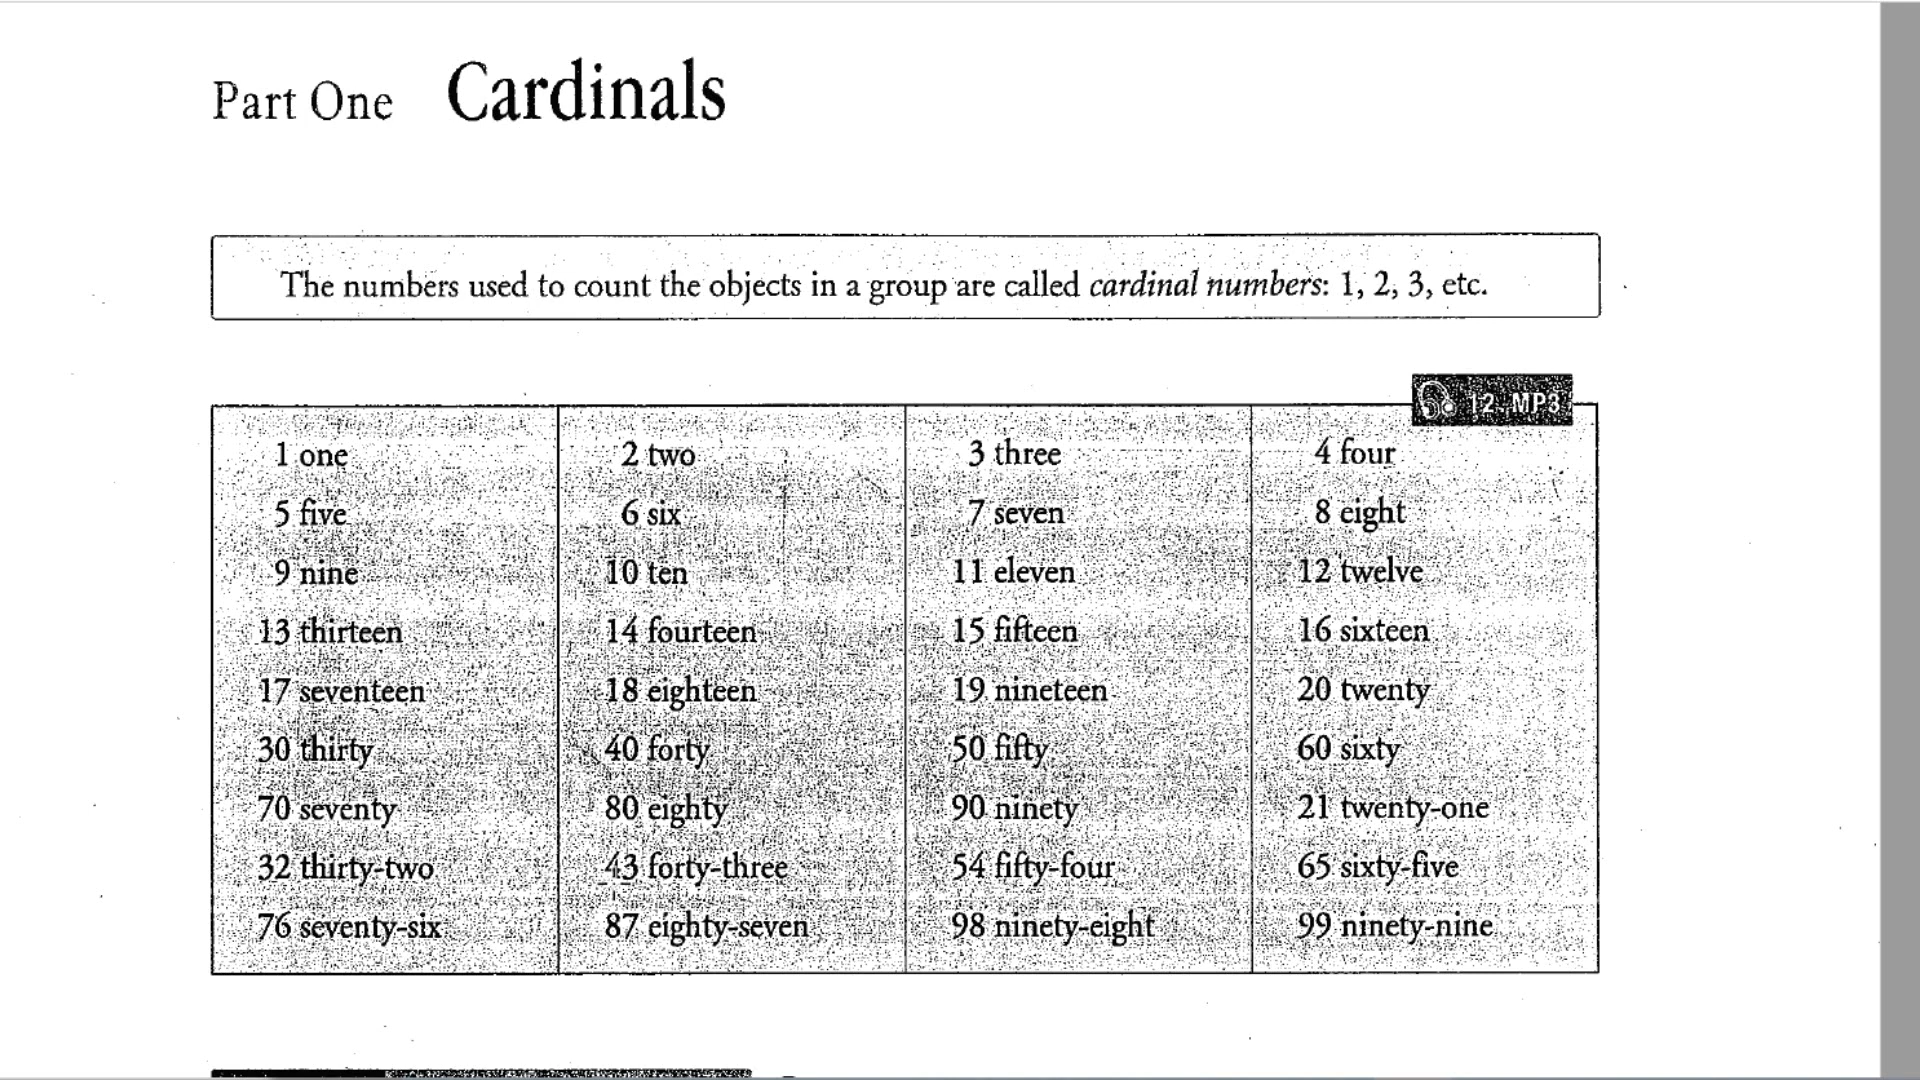 Part One Cardinals
The numbers used to count the objects in a group are called cardinal numbers: 1, 2, 3, etc.
12 MP3
1 one 2 two 3 three 4 four
5 five 6 six 7 seven 8 eight
9 nine 10 ten 11 eleven 12 twelve
13 thirteen 14 fourteen 15 fifteen 16 sixteen
17 seventeen 18 eighteen 19 nineteen 20 twenty
30 thirty 40 forty 50 fifty 60 sixty
70 seventy 80 eighty 90 ninety 21 twenty-one
32 thirty-two 43 forty-three 54 fifty-four 65 sixty-five
76 seventy-six 87 eighty-seven 98 ninety-eight 99 ninety-nine